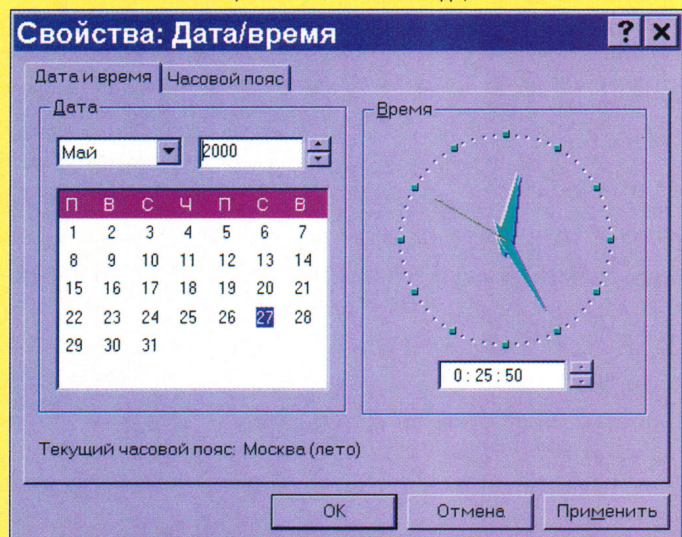 Свойства: Дата/время
Дата и время Часовой пояс
Дата
Май 2000
П В С Ч П С В
1 2 3 4 5 6 7
8 9 10 11 12 13 14
15 16 17 18 19 20 21
22 23 24 25 26 27 28
29 30 31
Время
0:25:50
Текущий часовой пояс: Москва (лето)
ОК Отмена Применить